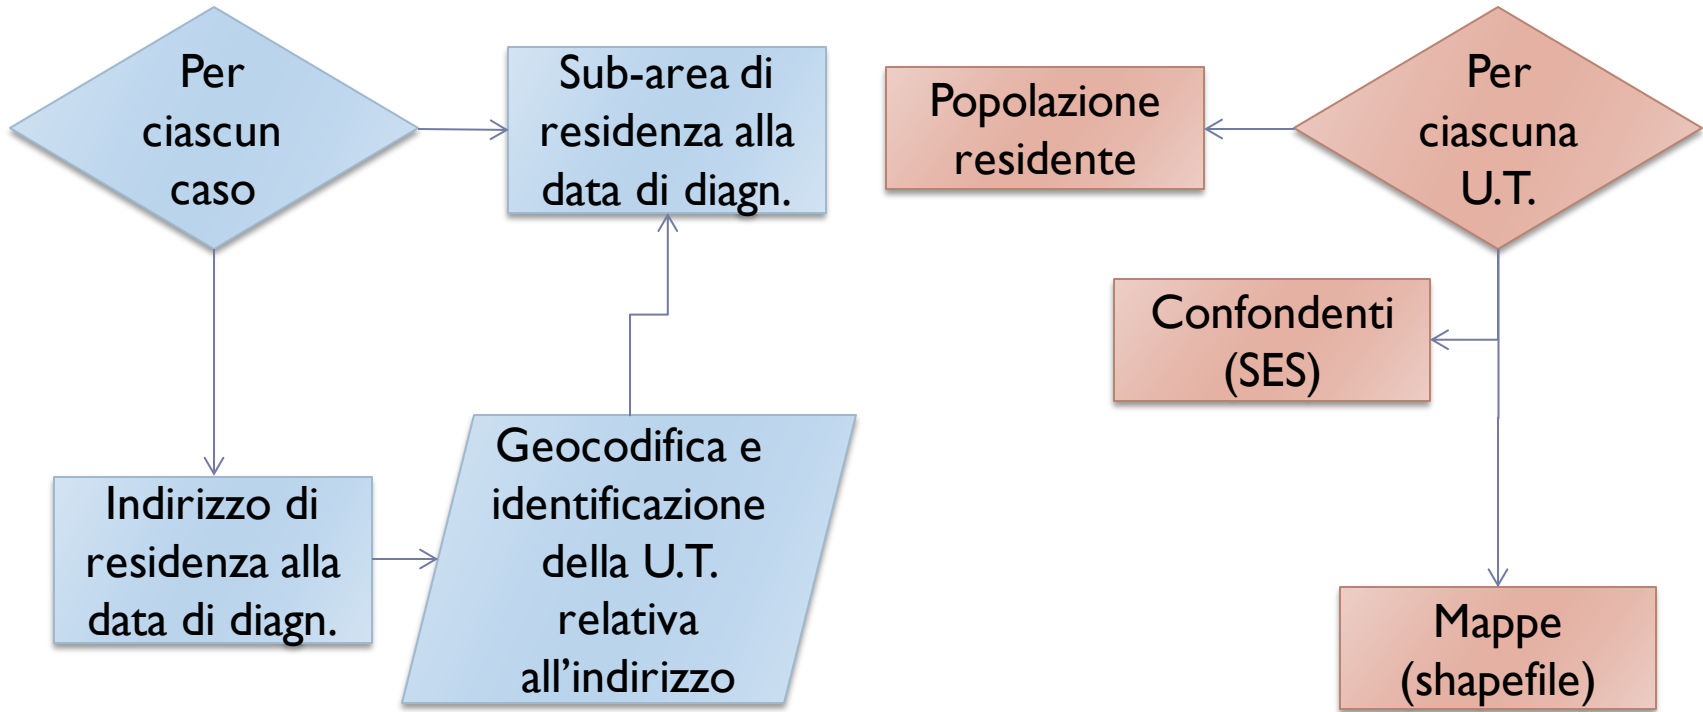 Per
ciascun
caso
Sub-area di
residenza alla
data di diagn.
Indirizzo di
residenza alla
data di diagn.
Geocodifica e
identificazione
della U.T.
relativa
all’indirizzo
Popolazione
residente
Per
ciascuna
U.T.
Confondenti
(SES)
Mappe
(shapefile)